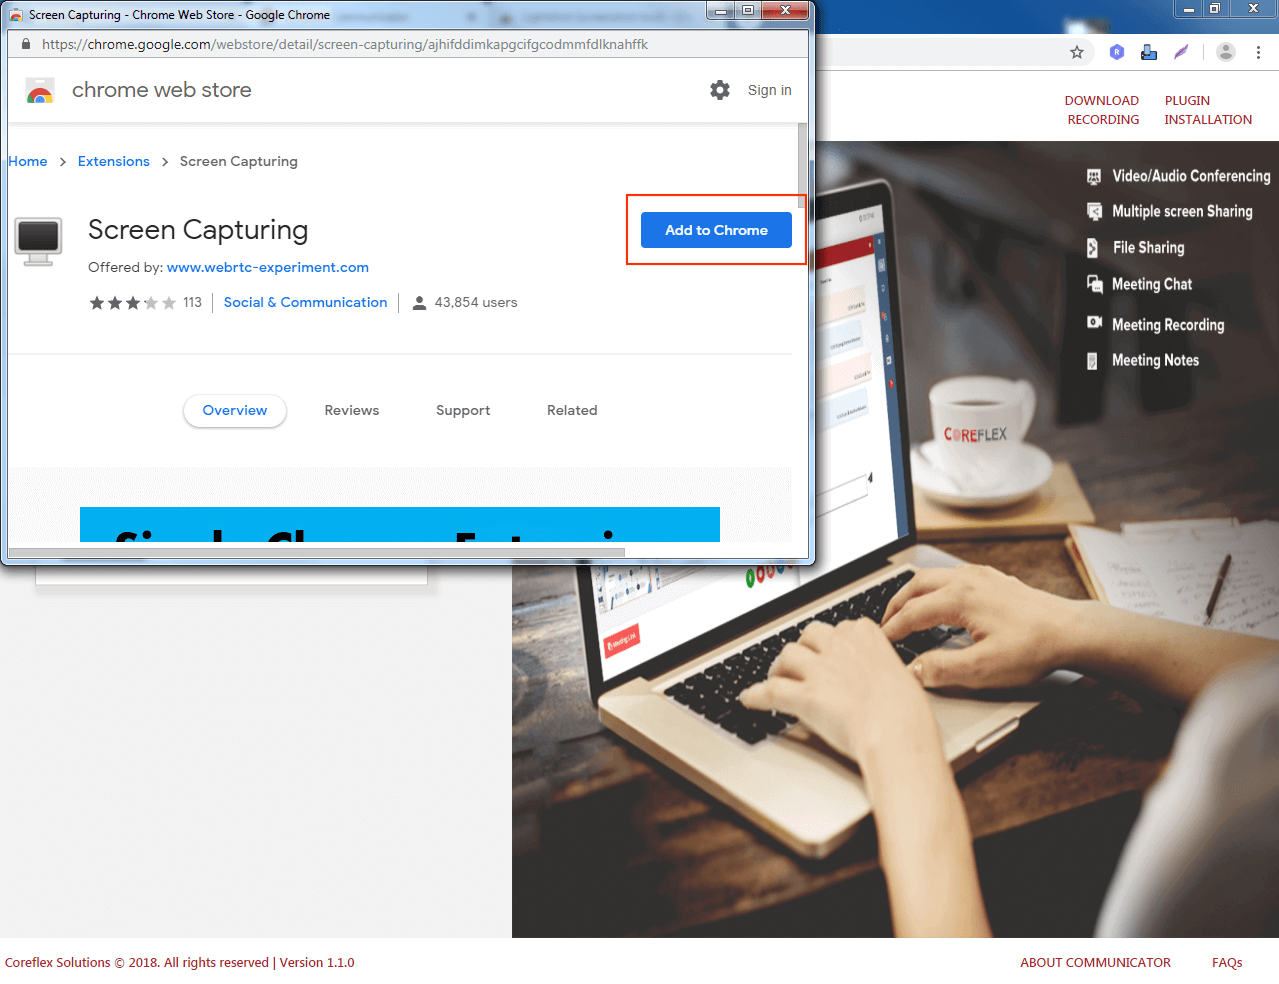 Screen Capturing - Chrome Web Store - Google Chrome
https://chrome.google.com/webstore/detail/screen-capturing/ajhifddimkapgcifgcodmmfdlknahffk
chrome web store
Sign in
Home > Extensions > Screen Capturing
Screen Capturing
Add to Chrome
Offered by: www.webrtc-experiment.com
113 Social & Communication 43,854 users
Overview Reviews Support Related
DOWNLOAD
RECORDING
PLUGIN
INSTALLATION
Video/Audio Conferencing
Multiple screen Sharing
File Sharing
Meeting Chat
Meeting Recording
Meeting Notes
COREFLEX
Meeting Link
Coreflex Solutions © 2018. All rights reserved | Version 1.1.0
ABOUT COMMUNICATOR
FAQs